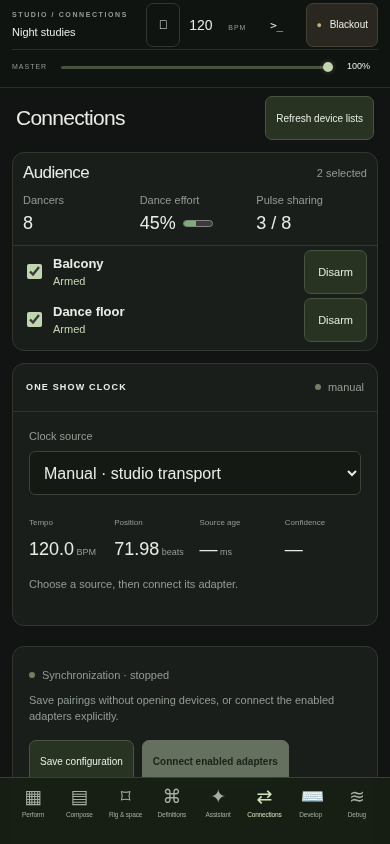 STUDIO / CONNECTIONS
Night studies
120 BPM
>_
Blackout
MASTER
100%
Connections
Refresh device lists
Audience
2 selected
Dancers
Dance effort
Pulse sharing
8
45%
3 / 8
Balcony
Armed
Disarm
Dance floor
Armed
Disarm
ONE SHOW CLOCK
manual
Clock source
Manual · studio transport
Tempo
Position
Source age
Confidence
120.0 BPM
71.98 beats
— ms
—
Choose a source, then connect its adapter.
Synchronization · stopped
Save pairings without opening devices, or connect the enabled
adapters explicitly.
Save configuration
Connect enabled adapters
Perform
Compose
Rig & space
Definitions
Assistant
Connections
Develop
Debug